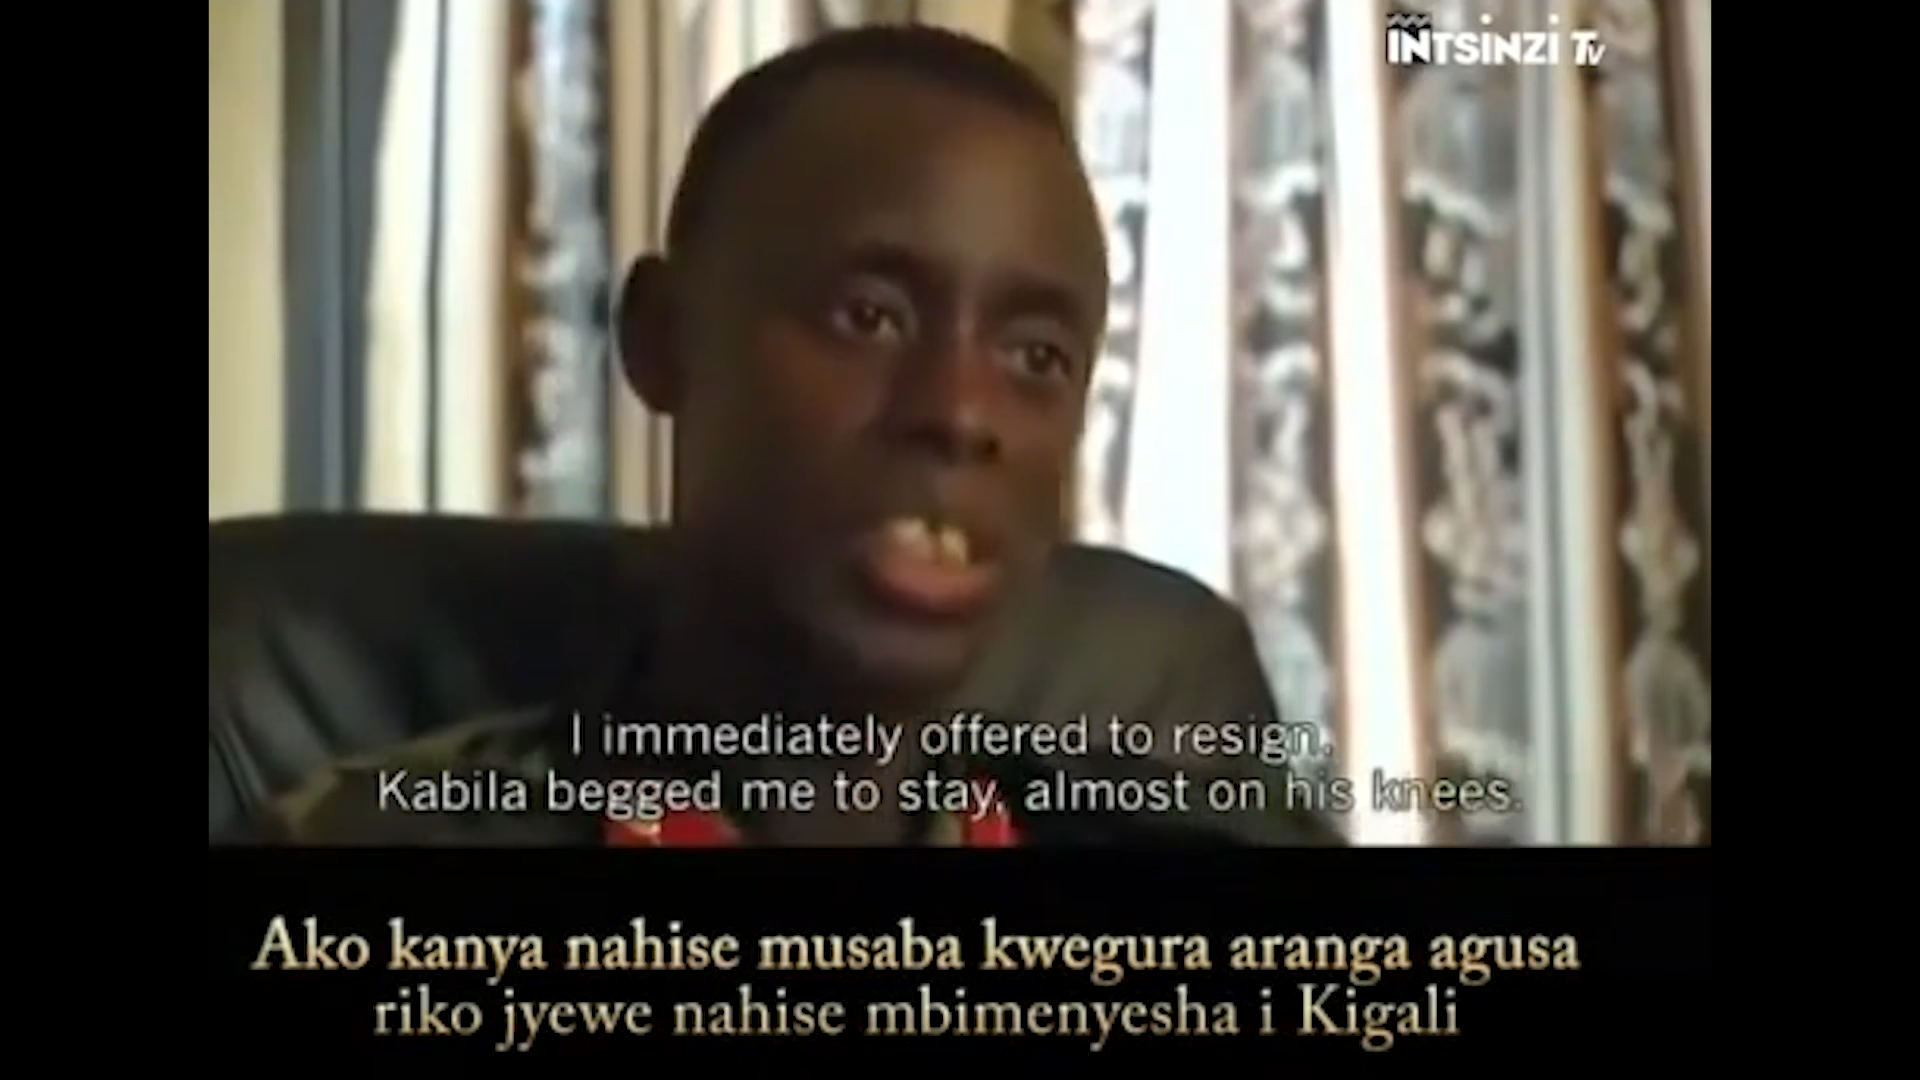 INTSINZI Tv
I immediately offered to resign.
Kabila begged me to stay, almost on his knees.
Ako kanya nahise musaba kwegura aranga agusa
riko jyewe nahise mbimenyesha i Kigali